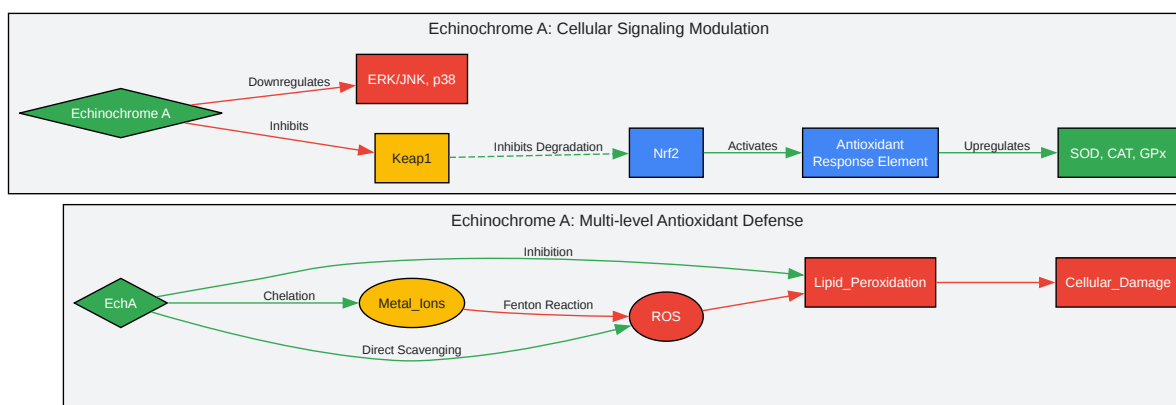 Echinochrome A: Cellular Signaling Modulation
Downregulates
ERK/JNK, p38
Echinochrome A
Inhibits
Keap1
Inhibits Degradation
Nrf2
Activates
Antioxidant
Response Element
Upregulates
SOD, CAT, GPx
Echinochrome A: Multi-level Antioxidant Defense
Inhibition
EchA
Chelation
Metal_Ions
Fenton Reaction
ROS
Lipid_Peroxidation
Cellular_Damage
Direct Scavenging